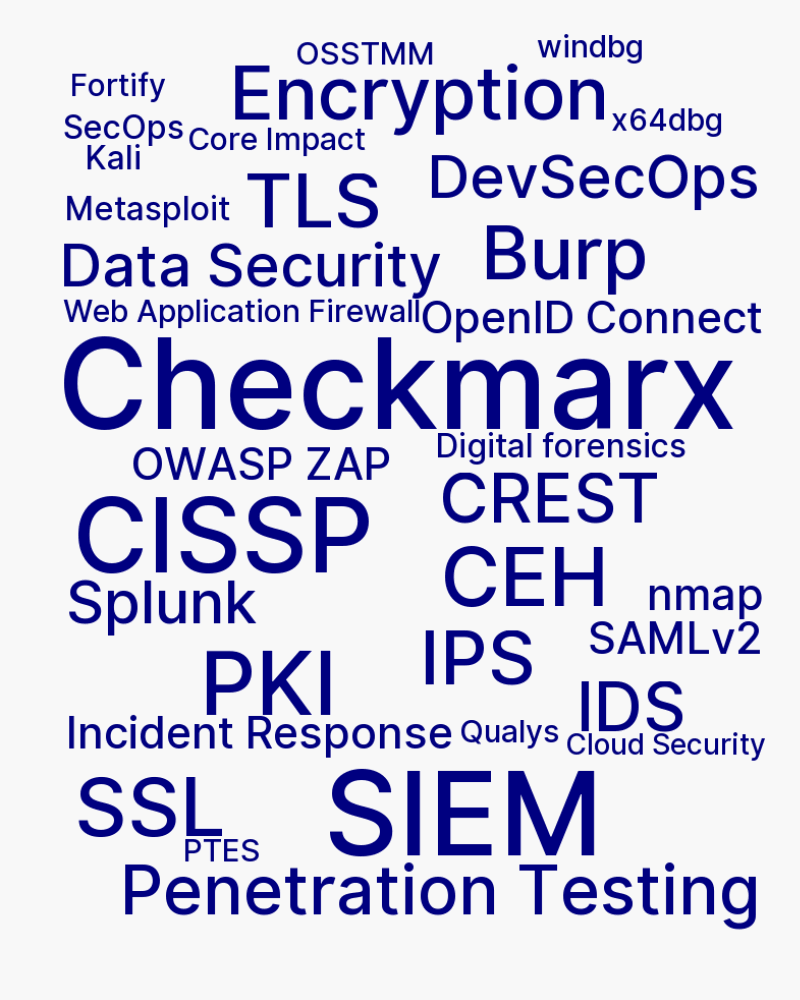 OSSTMM
windbg
Fortify
Encryption
x64dbg
SecOps
Core Impact
Kali
DevSecOps
Metasploit
TLS
Burp
Data Security
Web Application Firewall
OpenID Connect
Checkmarx
Digital forensics
OWASP ZAP
CREST
CISSP
CEH
nmap
Splunk
SAMLv2
IPS
PKI
IDS
Incident Response
Qualys
Cloud Security
SSL
SIEM
PTES
Penetration Testing